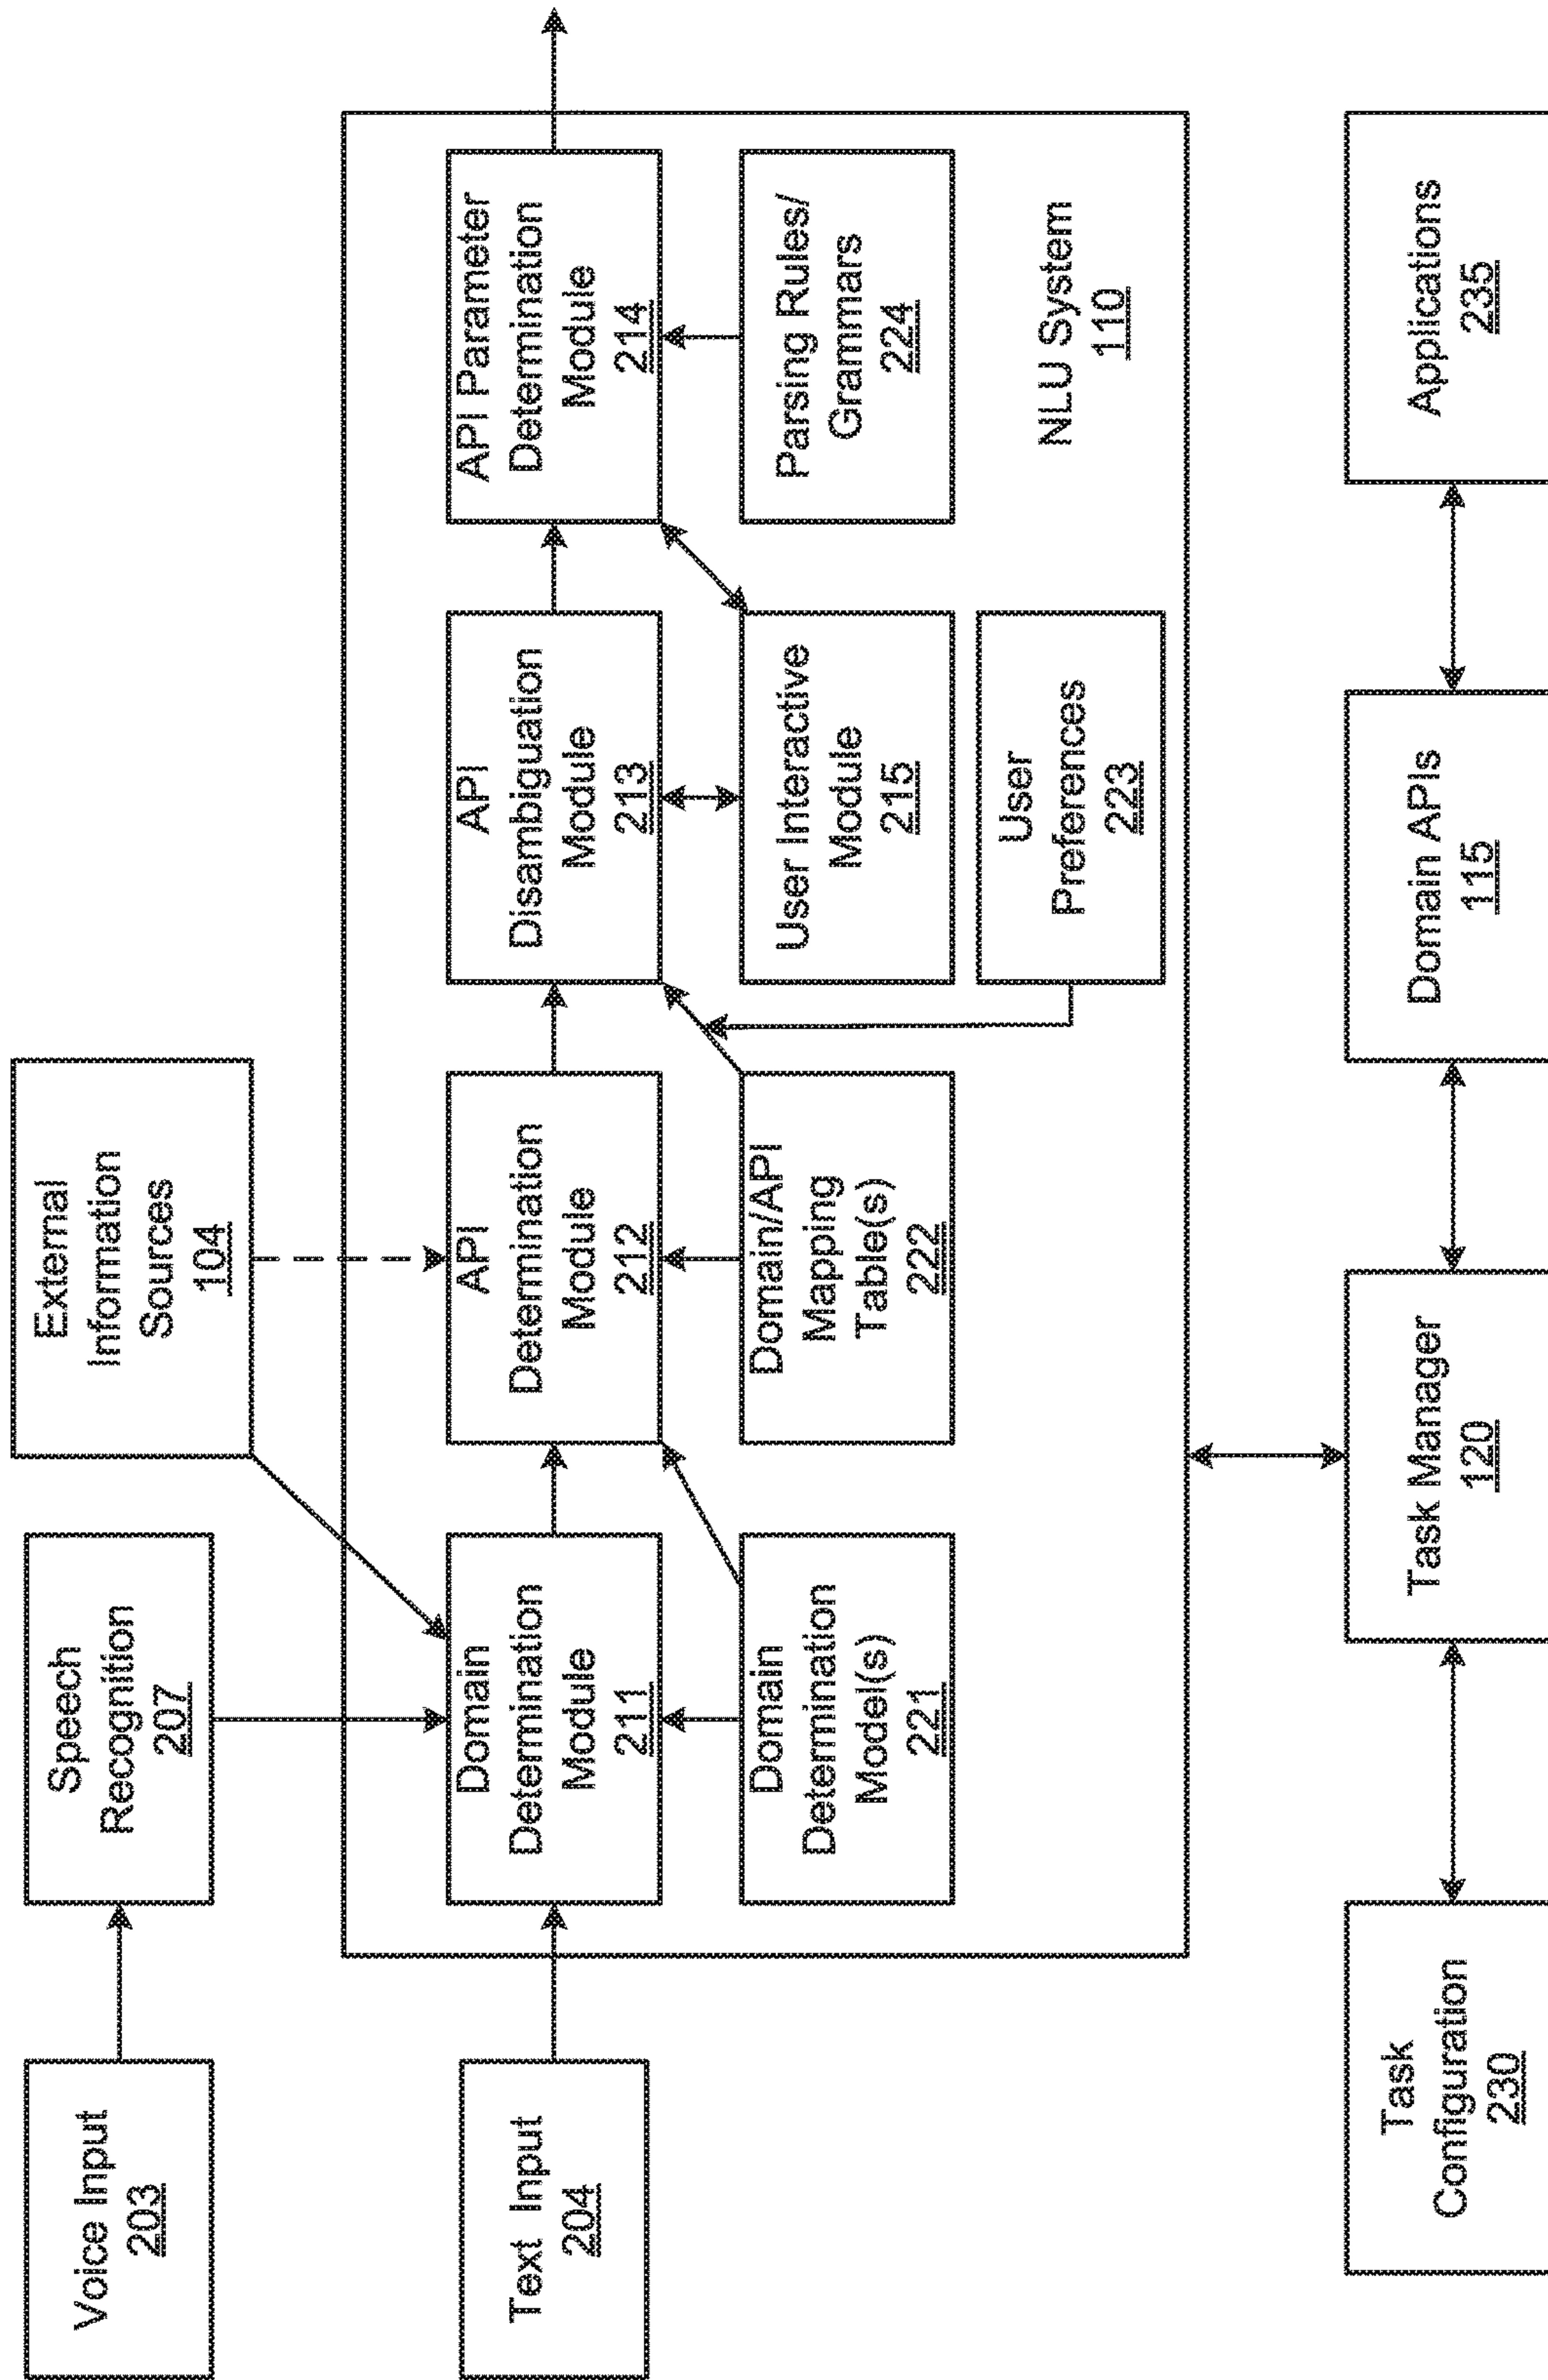 Voice Input
203
Speech
Recognition
207
External
Information
Sources
104
Text Input
204
Domain
Determination
Module
211
API
Determination
Module
212
API
Disambiguation
Module
213
API Parameter
Determination
Module
214
Domain
Determination
Model(s)
221
Domain/API
Mapping
Table(s)
222
User Interactive
Module
215
Parsing Rules/
Grammars
224
User
Preferences
223
NLU System
110
Task
Configuration
230
Task Manager
120
Domain APIs
115
Applications
235